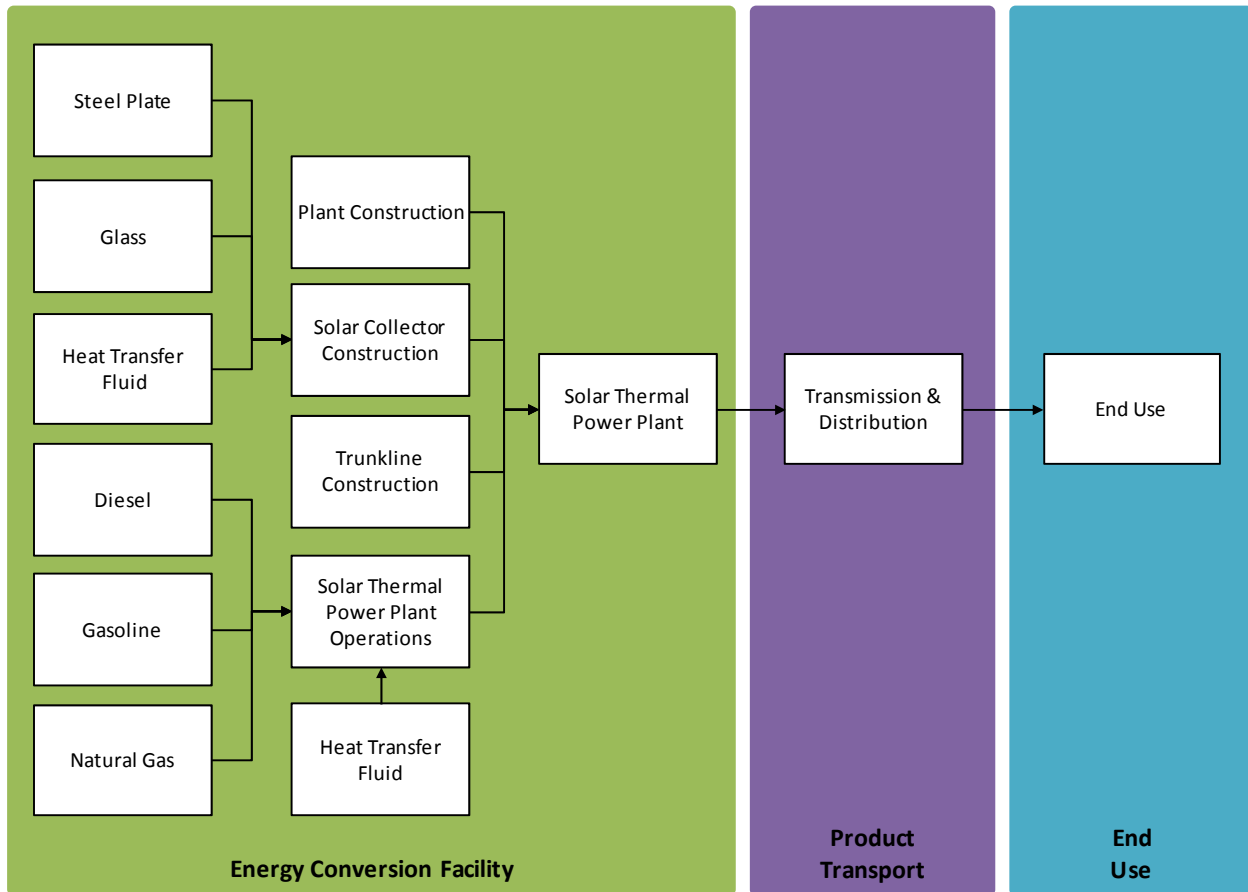 Steel Plate
Glass
Heat Transfer
Fluid
Diesel
Gasoline
Natural Gas
Plant Construction
Solar Collector
Construction
Trunkline
Construction
Solar Thermal
Power Plant
Operations
Heat Transfer
Fluid
Solar Thermal
Power Plant
Energy Conversion Facility
Transmission &
Distribution
Product
Transport
End Use
End
Use